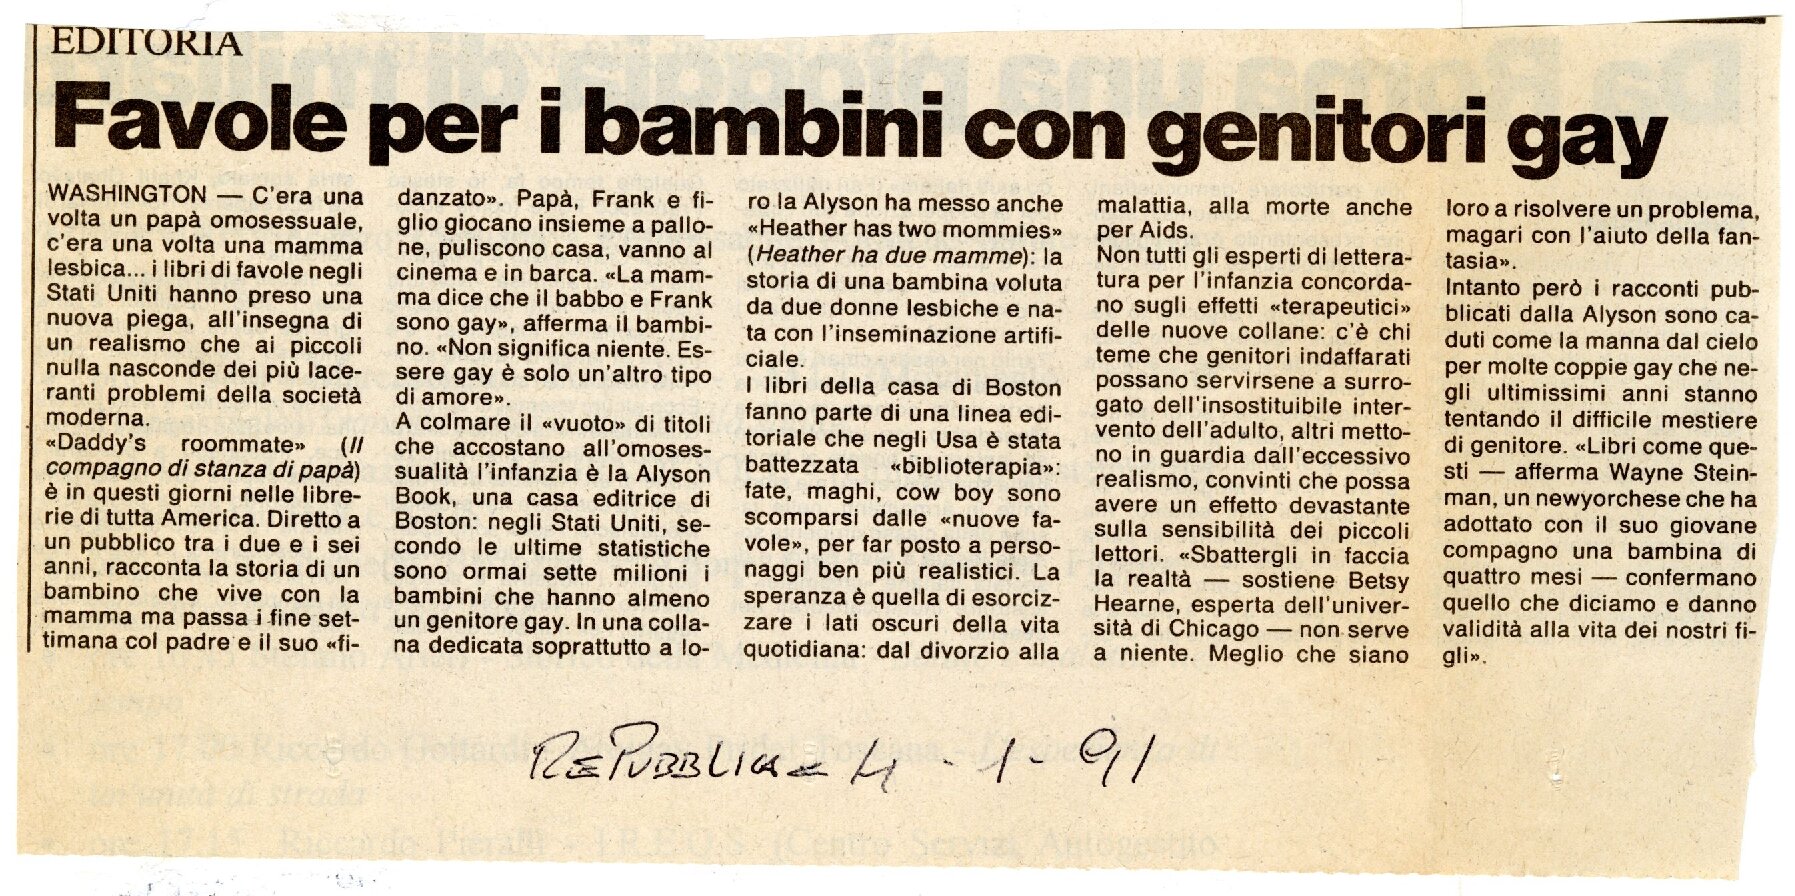 EDITORIA
Favole per i bambini con genitori gay
WASHINGTON — C'era una
volta un papà omosessuale,
c'era una volta una mamma
lesbica... i libri di favole negli
Stati Uniti hanno preso una
nuova piega, all'insegna di
un realismo che ai piccoli
nulla nasconde dei più lace-
ranti problemi della società
moderna.
«Daddy's roommate» (Il
compagno di stanza di papà)
è in questi giorni nelle libre-
rie di tutta America. Diretto a
un pubblico tra i due e i sei
anni, racconta la storia di un
bambino che vive con la
mamma ma passa i fine set-
timana col padre e il suo «fi-
danzato». Papà, Frank e fi-
glio giocano insieme a pallo-
ne, puliscono casa, vanno al
cinema e in barca. «La mam-
ma dice che il babbo e Frank
sono gay», afferma il bambi-
no. «Non significa niente. Es-
sere gay è solo un'altro tipo
di amore».
A colmare il «vuoto» di titoli
che accostano all'omoses-
sualità l'infanzia è la Alyson
Book, una casa editrice di
Boston: negli Stati Uniti, se-
condo le ultime statistiche
sono ormai sette milioni i
bambini che hanno almeno
un genitore gay. In una colla-
na dedicata soprattutto a lo-
ro la Alyson ha messo anche
«Heather has two mommies»
(Heather ha due mamme): la
storia di una bambina voluta
da due donne lesbiche e na-
ta con l'inseminazione artifi-
ciale.
I libri della casa di Boston
fanno parte di una linea edi-
toriale che negli Usa è stata
battezzata «biblioterapia»:
fate, maghi, cow boy sono
scomparsi dalle «nuove fa-
vole», per far posto a perso-
naggi ben più realistici. La
speranza è quella di esorciz-
zare i lati oscuri della vita
quotidiana: dal divorzio alla
malattia, alla morte anche
per Aids.
Non tutti gli esperti di lettera-
tura per l'infanzia concorda-
no sugli effetti «terapeutici»
delle nuove collane: c'è chi
teme che genitori indaffarati
possano servirsene a surro-
gato dell'insostituibile inter-
vento dell'adulto, altri metto-
no in guardia dall'eccessivo
realismo, convinti che possa
avere un effetto devastante
sulla sensibilità dei piccoli
lettori. «Sbattergli in faccia
la realtà — sostiene Betsy
Hearne, esperta dell'univer-
sità di Chicago — non serve
a niente. Meglio che siano
loro a risolvere un problema,
magari con l'aiuto della fan-
tasia».
Intanto però i racconti pub-
blicati dalla Alyson sono ca-
duti come la manna dal cielo
per molte coppie gay che ne-
gli ultimissimi anni stanno
tentando il difficile mestiere
di genitore. «Libri come que-
sti — afferma Wayne Stein-
man, un newyorchese che ha
adottato con il suo giovane
compagno una bambina di
quattro mesi — confermano
quello che diciamo e danno
validità alla vita dei nostri fi-
gli».
REPUBBLICA 4-1-91